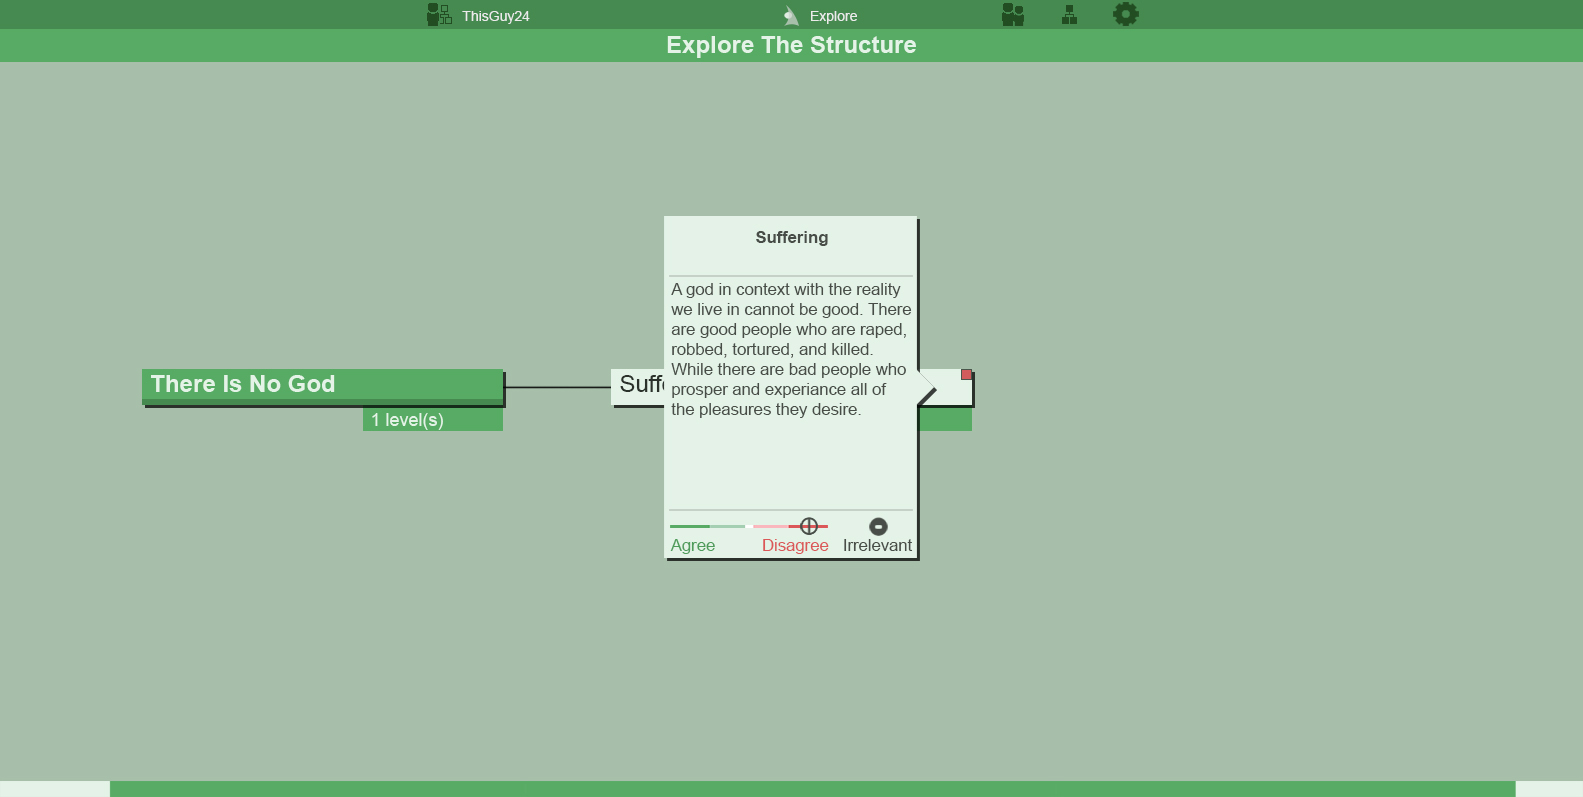 ThisGuy24
Explore
Explore The Structure
Suffering
A god in context with the reality
we live in cannot be good. There
are good people who are raped,
robbed, tortured, and killed.
While there are bad people who
prosper and experiance all of
the pleasures they desire.
There Is No God
Suffe
1 level(s)
Agree
Disagree
Irrelevant